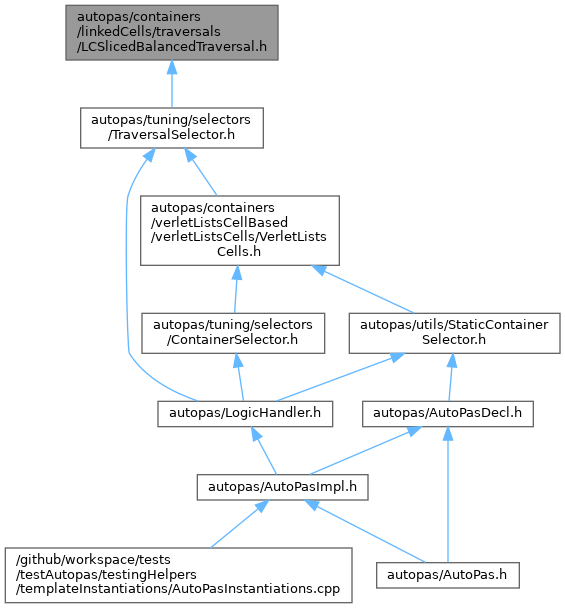 autopas/containers
/linkedCells/traversals
/LCSlicedBalancedTraversal.h
autopas/tuning/selectors
/TraversalSelector.h
autopas/containers
/verletListsCellBased
/verletListsCells/VerletLists
Cells.h
autopas/tuning/selectors
/ContainerSelector.h
autopas/utils/StaticContainer
Selector.h
autopas/LogicHandler.h
autopas/AutoPasDecl.h
autopas/AutoPasImpl.h
/github/workspace/tests
/testAutopas/testingHelpers
/templateInstantiations/AutoPasInstantiations.cpp
autopas/AutoPas.h